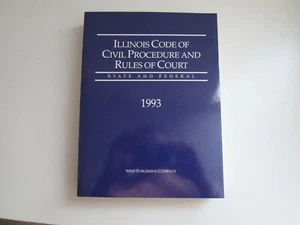 ILLINOIS CODE OF
CIVIL PROCEDURE AND
RULES OF COURT
STATE AND FEDERAL
1993
WEST PUBLISHING COMPANY